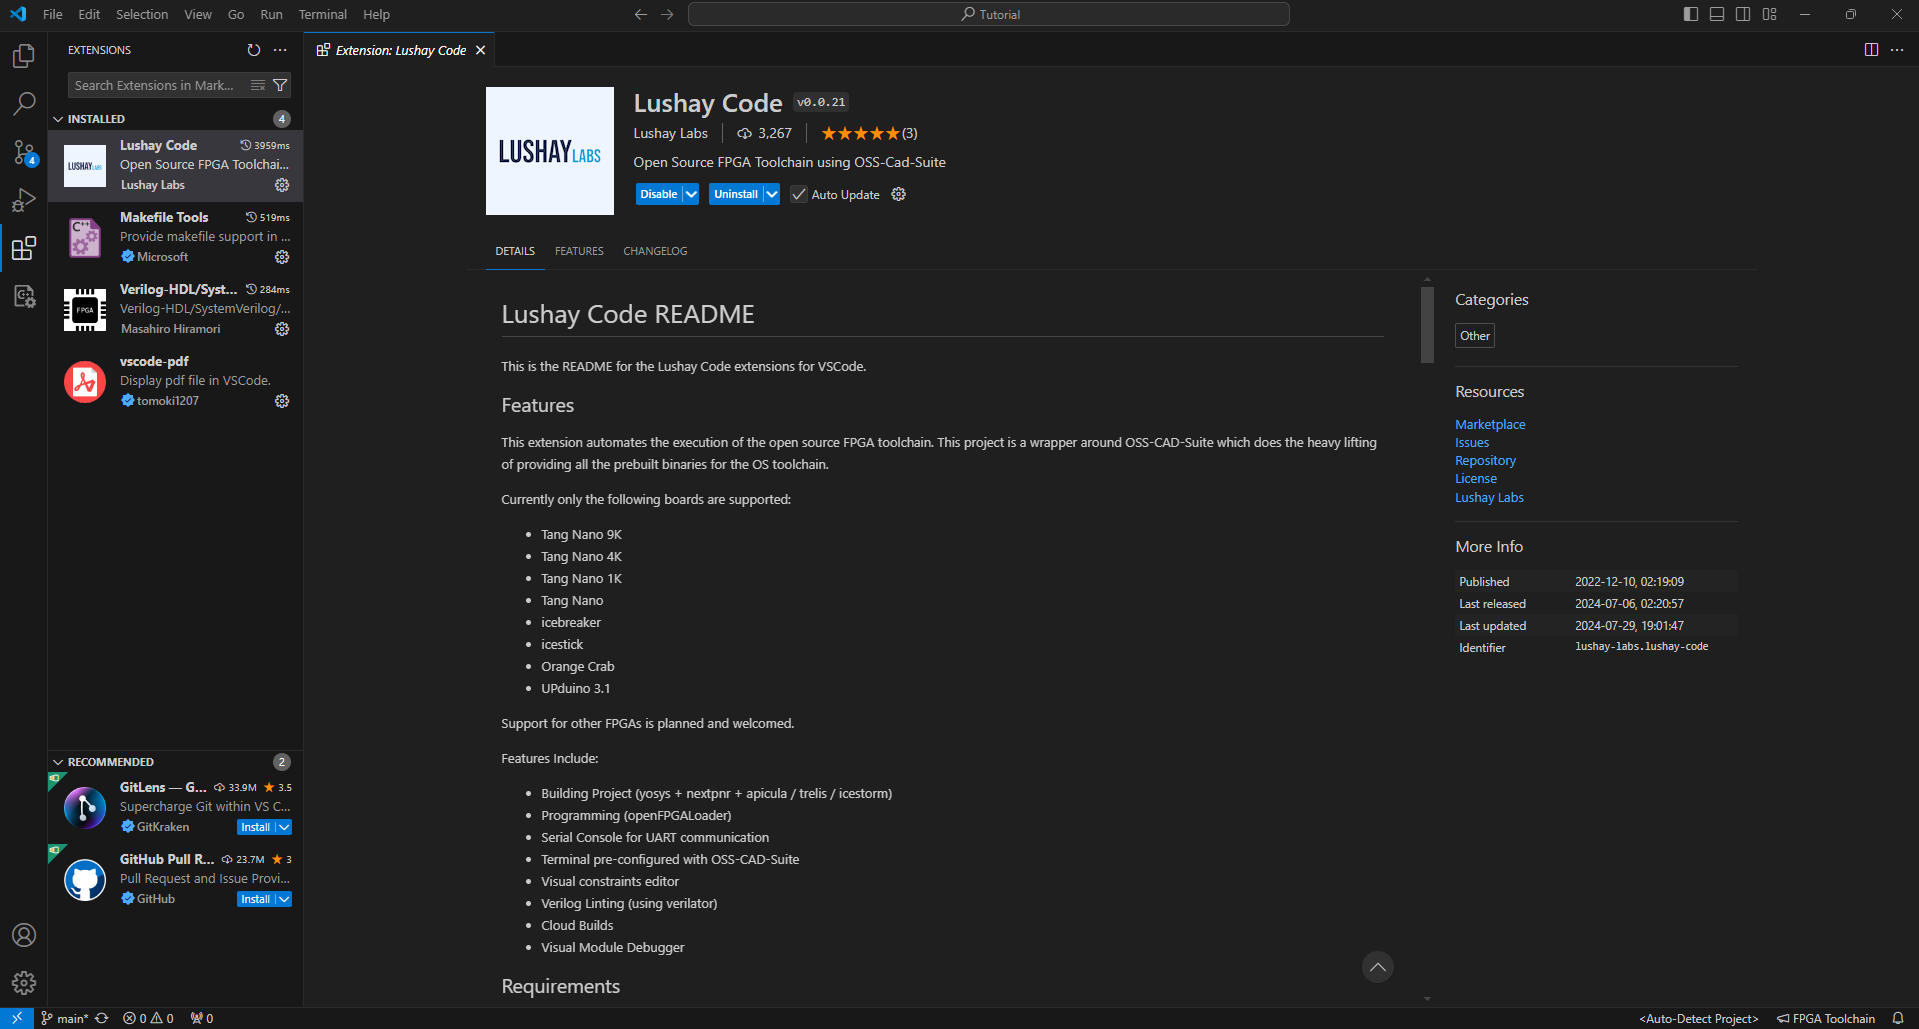 File Edit Selection View Go Run Terminal Help
Tutorial
EXTENSIONS
Extension: Lushay Code
Search Extensions in Mark...
INSTALLED 4
Lushay Code 3959ms
Open Source FPGA Toolchai...
Lushay Labs
4
Makefile Tools 519ms
Provide makefile support in ...
Microsoft
Verilog-HDL/Syst... 284ms
Verilog-HDL/SystemVerilog/...
Masahiro Hiramori
vscode-pdf
Display pdf file in VSCode.
tomoki1207
RECOMMENDED 2
GitLens — G... 33.9M 3.5
Supercharge Git within VS C...
GitKraken Install
GitHub Pull R... 23.7M 3
Pull Request and Issue Provi...
GitHub Install
LUSHAY LABS
LUSHAY LABS
C++
FPGA
Lushay Code v0.0.21
Lushay Labs 3,267 (3)
Open Source FPGA Toolchain using OSS-Cad-Suite
Disable Uninstall Auto Update
DETAILS FEATURES CHANGELOG
Lushay Code README
This is the README for the Lushay Code extensions for VSCode.
Features
This extension automates the execution of the open source FPGA toolchain. This project is a wrapper around OSS-CAD-Suite which does the heavy lifting
of providing all the prebuilt binaries for the OS toolchain.
Currently only the following boards are supported:
• Tang Nano 9K
• Tang Nano 4K
• Tang Nano 1K
• Tang Nano
• icebreaker
• icestick
• Orange Crab
• UPduino 3.1
Support for other FPGAs is planned and welcomed.
Features Include:
• Building Project (yosys + nextpnr + apicula / trelis / icestorm)
• Programming (openFPGALoader)
• Serial Console for UART communication
• Terminal pre-configured with OSS-CAD-Suite
• Visual constraints editor
• Verilog Linting (using verilator)
• Cloud Builds
• Visual Module Debugger
Requirements
Categories
Other
Resources
Marketplace
Issues
Repository
License
Lushay Labs
More Info
Published 2022-12-10, 02:19:09
Last released 2024-07-06, 02:20:57
Last updated 2024-07-29, 19:01:47
Identifier lushay-labs.lushay-code
main* 0 0 0
<Auto-Detect Project> FPGA Toolchain